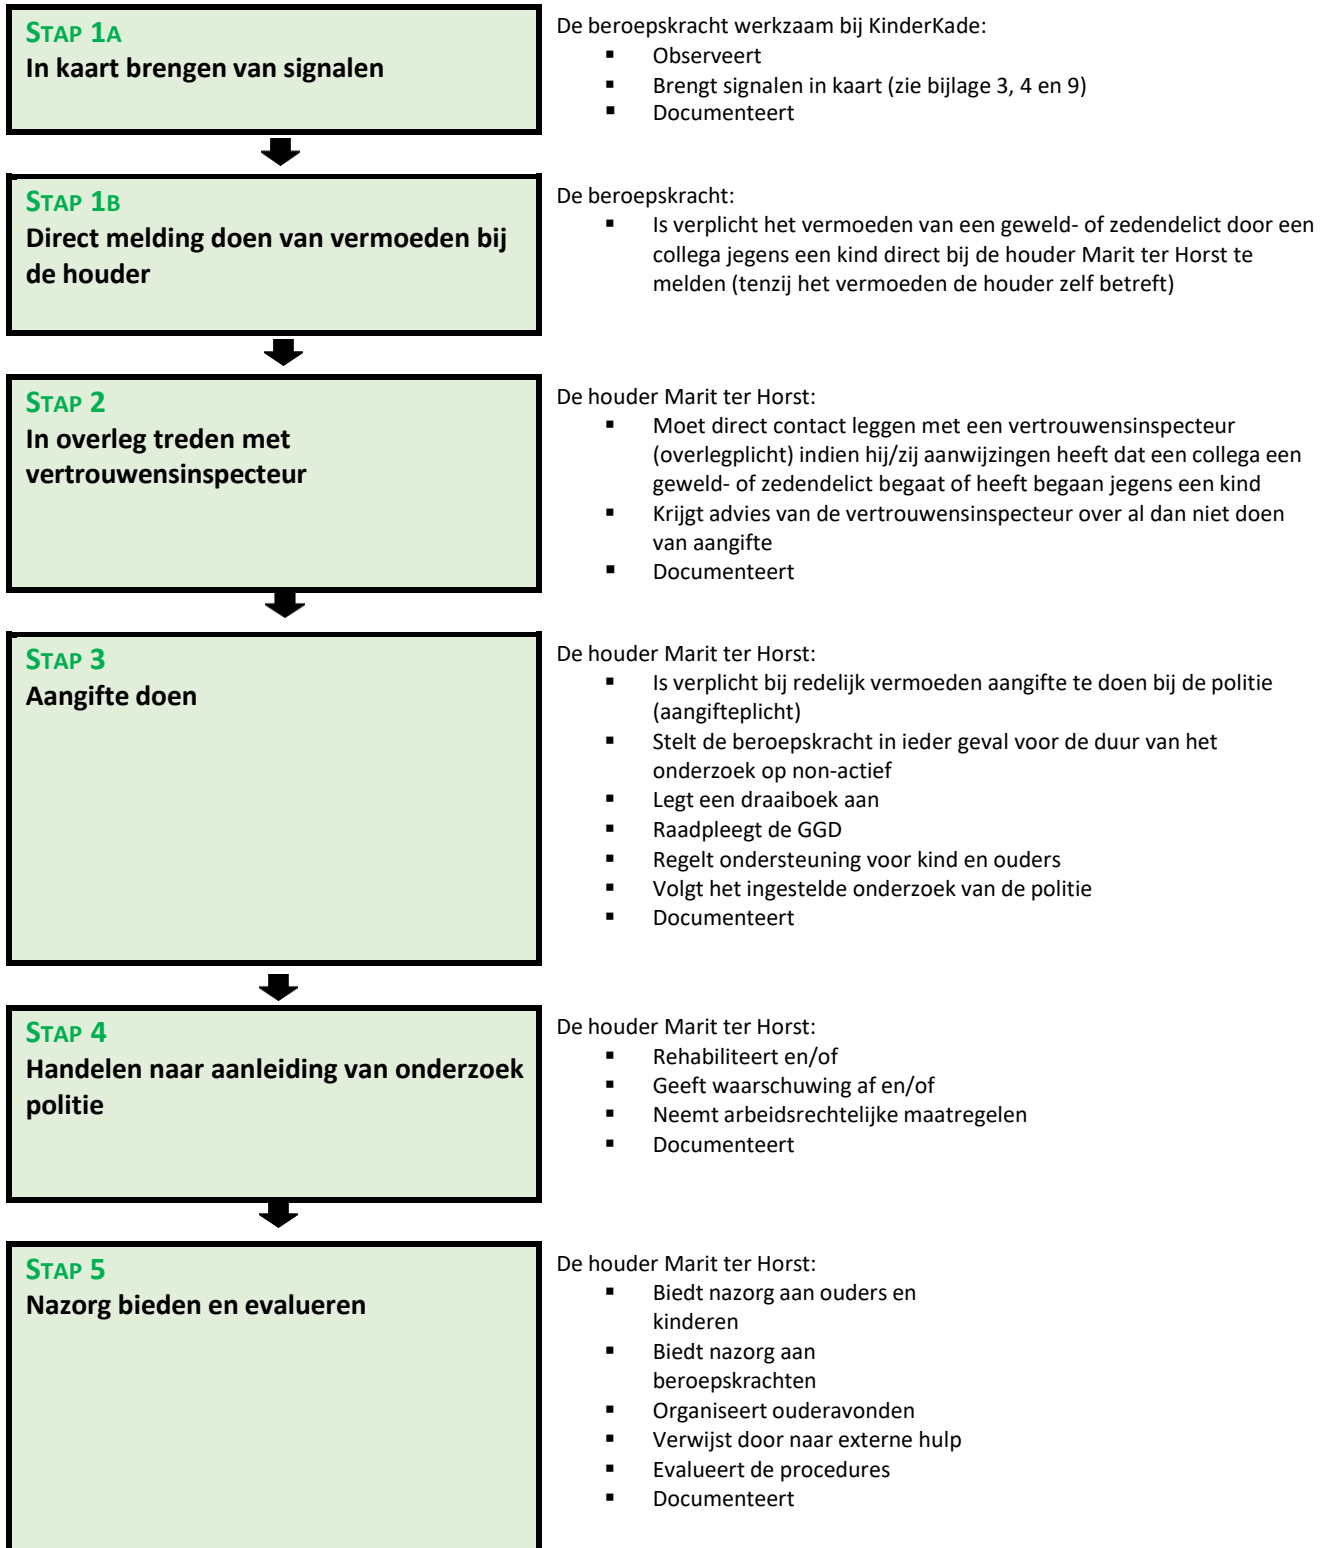 STAP 1A
In kaart brengen van signalen
De beroepskracht werkzaam bij KinderKade:
▪ Observeert
▪ Brengt signalen in kaart (zie bijlage 3, 4 en 9)
▪ Documenteert
STAP 1B
Direct melding doen van vermoeden bij
de houder
De beroepskracht:
▪ Is verplicht het vermoeden van een geweld- of zedendelict door een
collega jegens een kind direct bij de houder Marit ter Horst te
melden (tenzij het vermoeden de houder zelf betreft)
STAP 2
In overleg treden met
vertrouwensinspecteur
De houder Marit ter Horst:
▪ Moet direct contact leggen met een vertrouwensinspecteur
(overlegplicht) indien hij/zij aanwijzingen heeft dat een collega een
geweld- of zedendelict begaat of heeft begaan jegens een kind
▪ Krijgt advies van de vertrouwensinspecteur over al dan niet doen
van aangifte
▪ Documenteert
STAP 3
Aangifte doen
De houder Marit ter Horst:
▪ Is verplicht bij redelijk vermoeden aangifte te doen bij de politie
(aangifteplicht)
▪ Stelt de beroepskracht in ieder geval voor de duur van het
onderzoek op non-actief
▪ Legt een draaiboek aan
▪ Raadpleegt de GGD
▪ Regelt ondersteuning voor kind en ouders
▪ Volgt het ingestelde onderzoek van de politie
▪ Documenteert
STAP 4
Handelen naar aanleiding van onderzoek
politie
De houder Marit ter Horst:
▪ Rehabiliteert en/of
▪ Geeft waarschuwing af en/of
▪ Neemt arbeidsrechtelijke maatregelen
▪ Documenteert
STAP 5
Nazorg bieden en evalueren
De houder Marit ter Horst:
▪ Biedt nazorg aan ouders en
kinderen
▪ Biedt nazorg aan
beroepskrachten
▪ Organiseert ouderavonden
▪ Verwijst door naar externe hulp
▪ Evalueert de procedures
▪ Documenteert